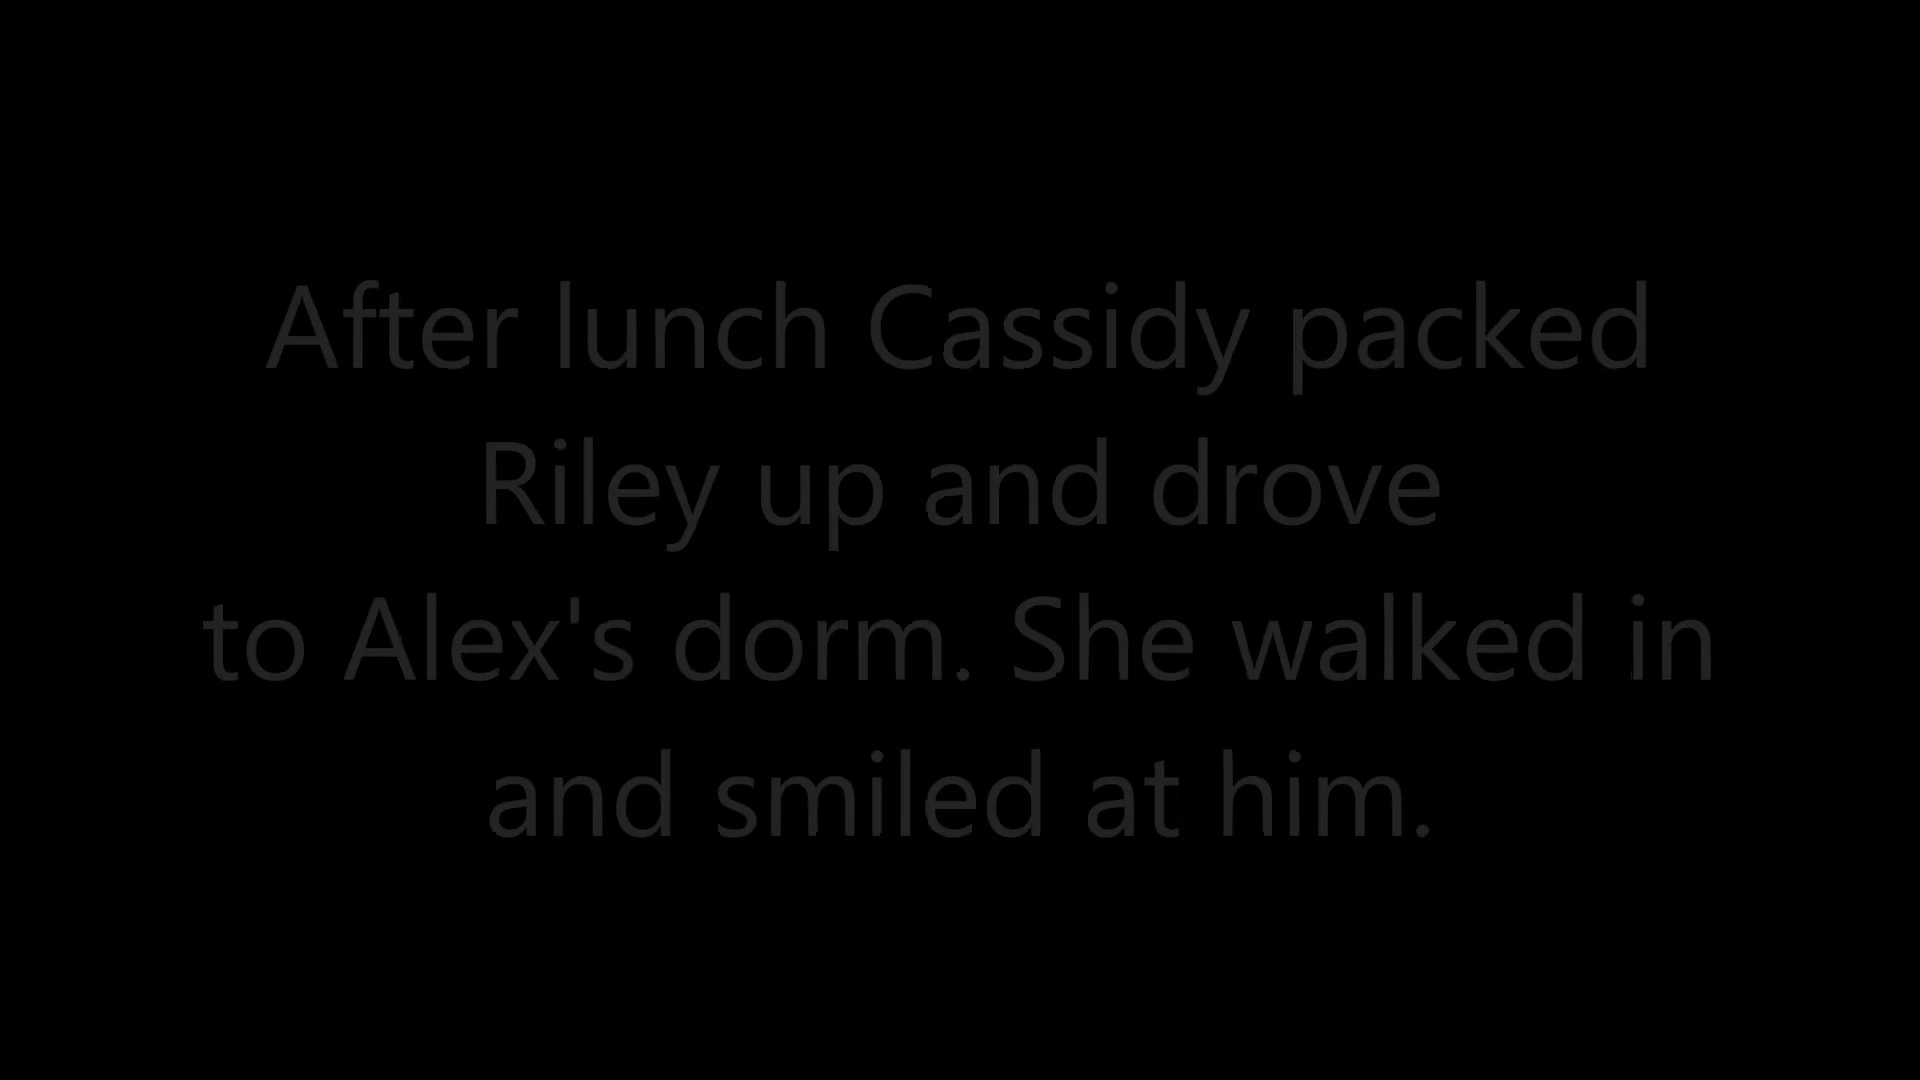 After lunch Cassidy packed
Riley up and drove
to Alex's dorm. She walked in
and smiled at him.